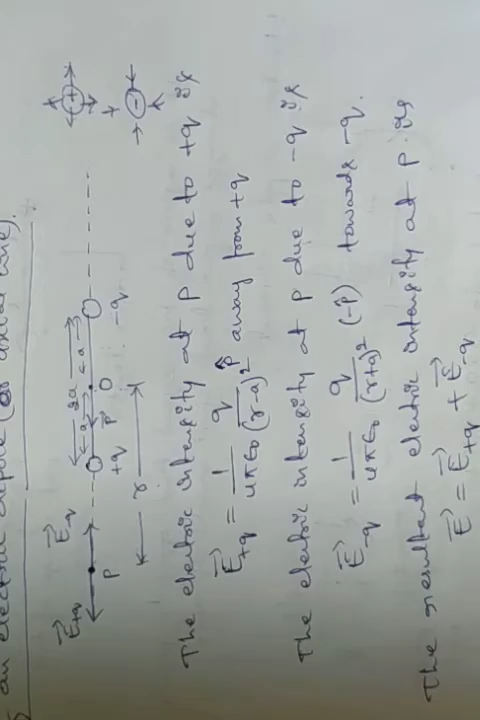 an electric dipole (or axial line).
E⃗+q E⃗-q
2a
a a
P +q p⃗ O -q
r
+ -
The electric intensity at P due to +q is
E⃗+q = 1/4πϵ0 q/(r-a)² p̂ away from +q
The electric intensity at P due to -q is
E⃗-q = 1/4πϵ0 q/(r+a)² (-p̂) towards -q.
The resultant electric intensity at P is
E⃗ = E⃗+q + E⃗-q